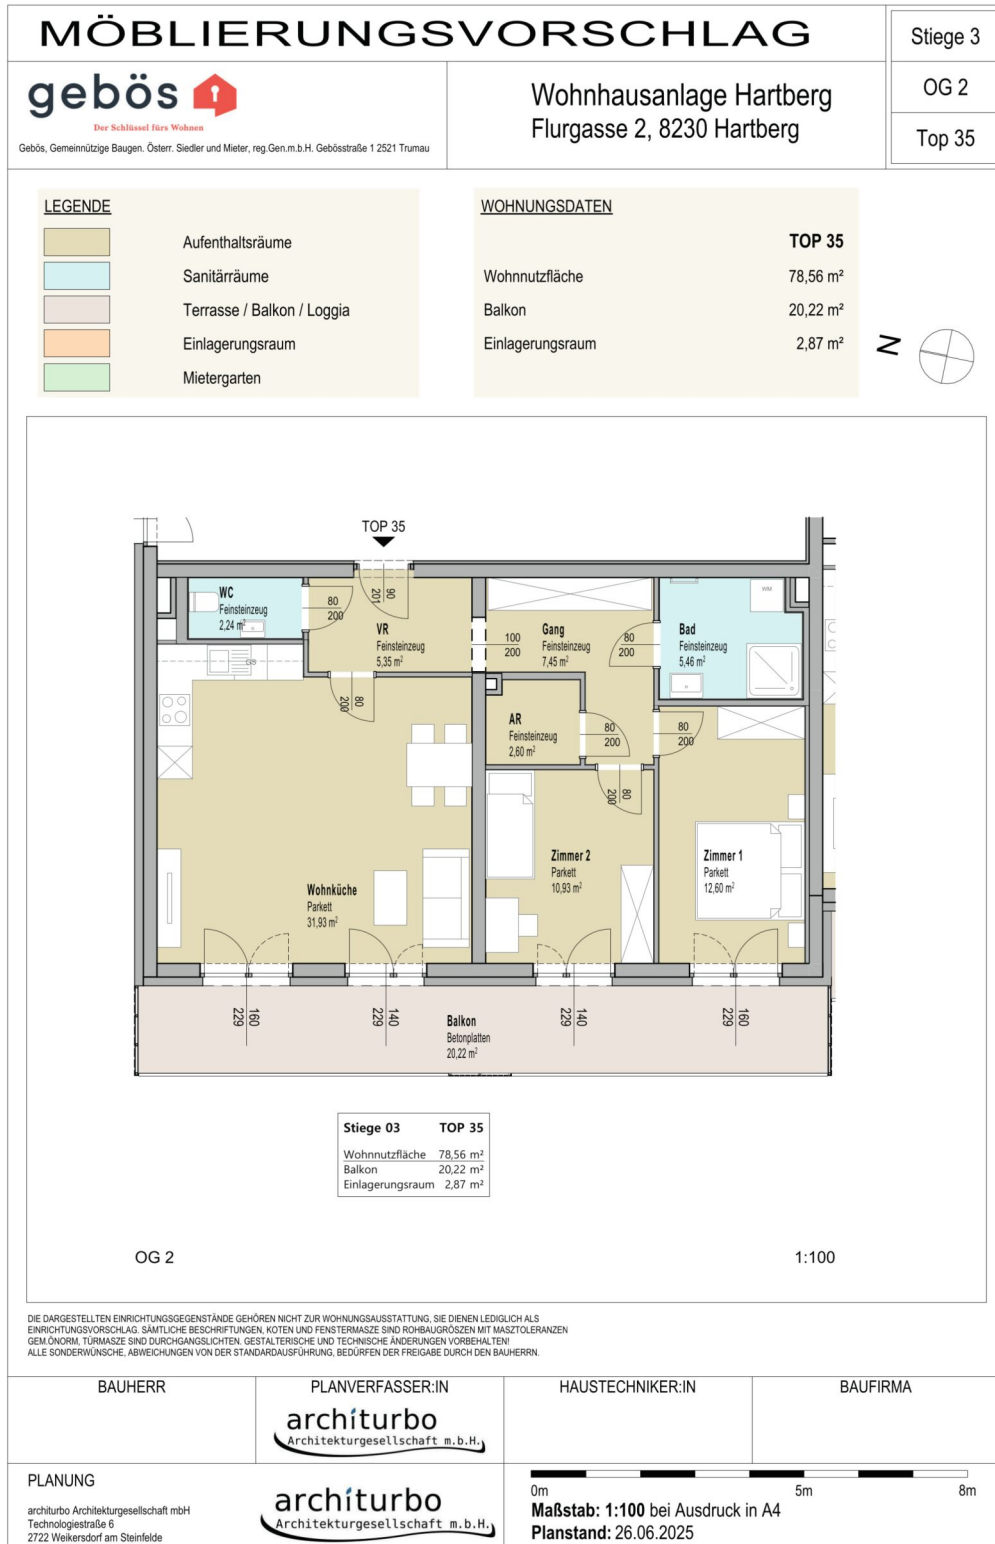 MÖBLIERUNGSVORSCHLAG
Stiege 3
OG 2
Top 35
gebös
Der Schlüssel fürs Wohnen
Gebös, Gemeinnützige Baugen. Österr. Siedler und Mieter, reg.Gen.m.b.H. Gebösstraße 1 2521 Trumau
Wohnhausanlage Hartberg
Flurgasse 2, 8230 Hartberg
LEGENDE
Aufenthaltsräume
Sanitärräume
Terrasse / Balkon / Loggia
Einlagerungsraum
Mietergarten
WOHNUNGSDATEN
TOP 35
Wohnnutzfläche 78,56 m²
Balkon 20,22 m²
Einlagerungsraum 2,87 m²
N
TOP 35
WC
Feinsteinzeug
2,24 m²
80
200
90
201
VR
Feinsteinzeug
5,35 m²
100
200
Gang
Feinsteinzeug
7,45 m²
80
200
Bad
Feinsteinzeug
5,46 m²
WM
GS
80
200
AR
Feinsteinzeug
2,60 m²
80
200
80
200
80
200
Wohnküche
Parkett
31,93 m²
Zimmer 2
Parkett
10,93 m²
Zimmer 1
Parkett
12,60 m²
160
229
140
229
140
229
160
229
Balkon
Betonplatten
20,22 m²
Stiege 03 TOP 35
Wohnnutzfläche 78,56 m²
Balkon 20,22 m²
Einlagerungsraum 2,87 m²
OG 2
1:100
DIE DARGESTELLTEN EINRICHTUNGSGEGENSTÄNDE GEHÖREN NICHT ZUR WOHNUNGSAUSSTATTUNG, SIE DIENEN LEDIGLICH ALS
EINRICHTUNGSVORSCHLAG. SÄMTLICHE BESCHRIFTUNGEN, KOTEN UND FENSTERMASZE SIND ROHBAUGRÖSZEN MIT MASZTOLERANZEN
GEM.ÖNORM, TÜRMASZE SIND DURCHGANGSLICHTEN. GESTALTERISCHE UND TECHNISCHE ÄNDERUNGEN VORBEHALTEN!
ALLE SONDERWÜNSCHE, ABWEICHUNGEN VON DER STANDARDAUSFÜHRUNG, BEDÜRFEN DER FREIGABE DURCH DEN BAUHERRN.
BAUHERR
PLANVERFASSER:IN
HAUSTECHNIKER:IN
BAUFIRMA
architurbo
Architekturgesellschaft m.b.H.
PLANUNG
architurbo Architekturgesellschaft mbH
Technologiestraße 6
2722 Weikersdorf am Steinfelde
architurbo
Architekturgesellschaft m.b.H.
0m 5m 8m
Maßstab: 1:100 bei Ausdruck in A4
Planstand: 26.06.2025